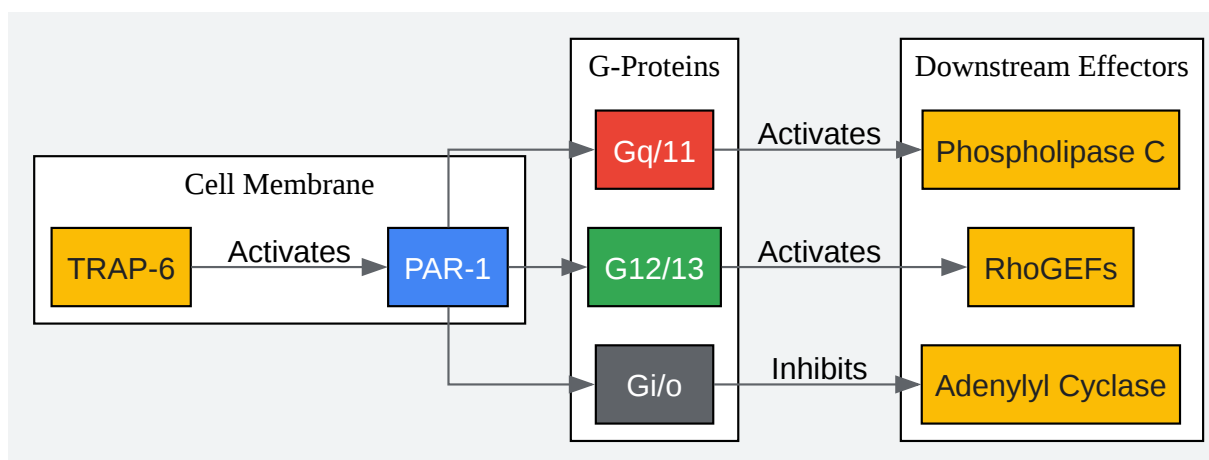 Cell Membrane
TRAP-6
Activates
PAR-1
G-Proteins
Gq/11
G12/13
Gi/o
Activates
Activates
Inhibits
Downstream Effectors
Phospholipase C
RhoGEFs
Adenylyl Cyclase